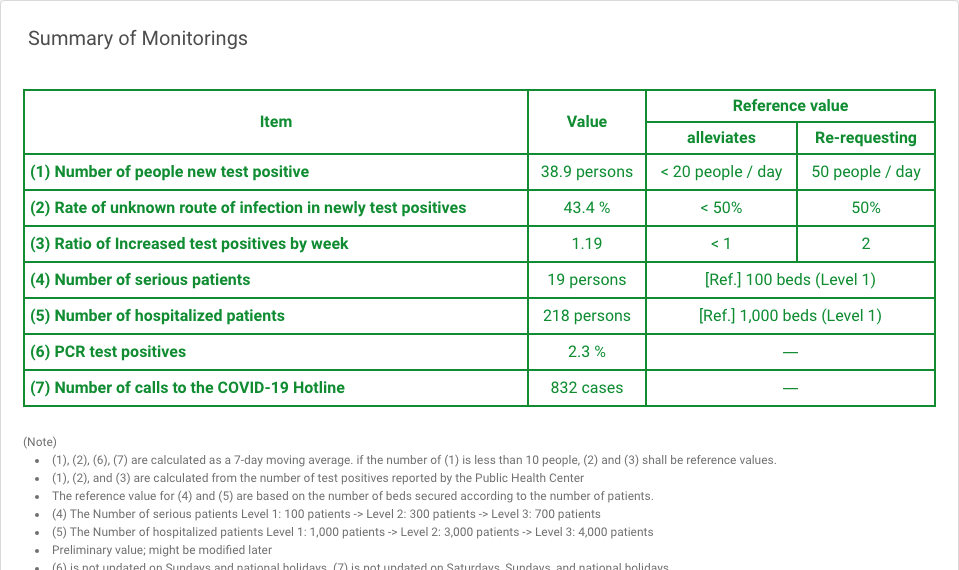 Summary of Monitorings
Item Value Reference value
alleviates Re-requesting
(1) Number of people new test positive 38.9 persons < 20 people / day 50 people / day
(2) Rate of unknown route of infection in newly test positives 43.4 % < 50% 50%
(3) Ratio of Increased test positives by week 1.19 < 1 2
(4) Number of serious patients 19 persons [Ref.] 100 beds (Level 1)
(5) Number of hospitalized patients 218 persons [Ref.] 1,000 beds (Level 1)
(6) PCR test positives 2.3 % —
(7) Number of calls to the COVID-19 Hotline 832 cases —
(Note)
• (1), (2), (6), (7) are calculated as a 7-day moving average. if the number of (1) is less than 10 people, (2) and (3) shall be reference values.
• (1), (2), and (3) are calculated from the number of test positives reported by the Public Health Center
• The reference value for (4) and (5) are based on the number of beds secured according to the number of patients.
• (4) The Number of serious patients Level 1: 100 patients -> Level 2: 300 patients -> Level 3: 700 patients
• (5) The Number of hospitalized patients Level 1: 1,000 patients -> Level 2: 3,000 patients -> Level 3: 4,000 patients
• Preliminary value; might be modified later
• (6) is not updated on Sundays and national holidays. (7) is not updated on Saturdays, Sundays, and national holidays.